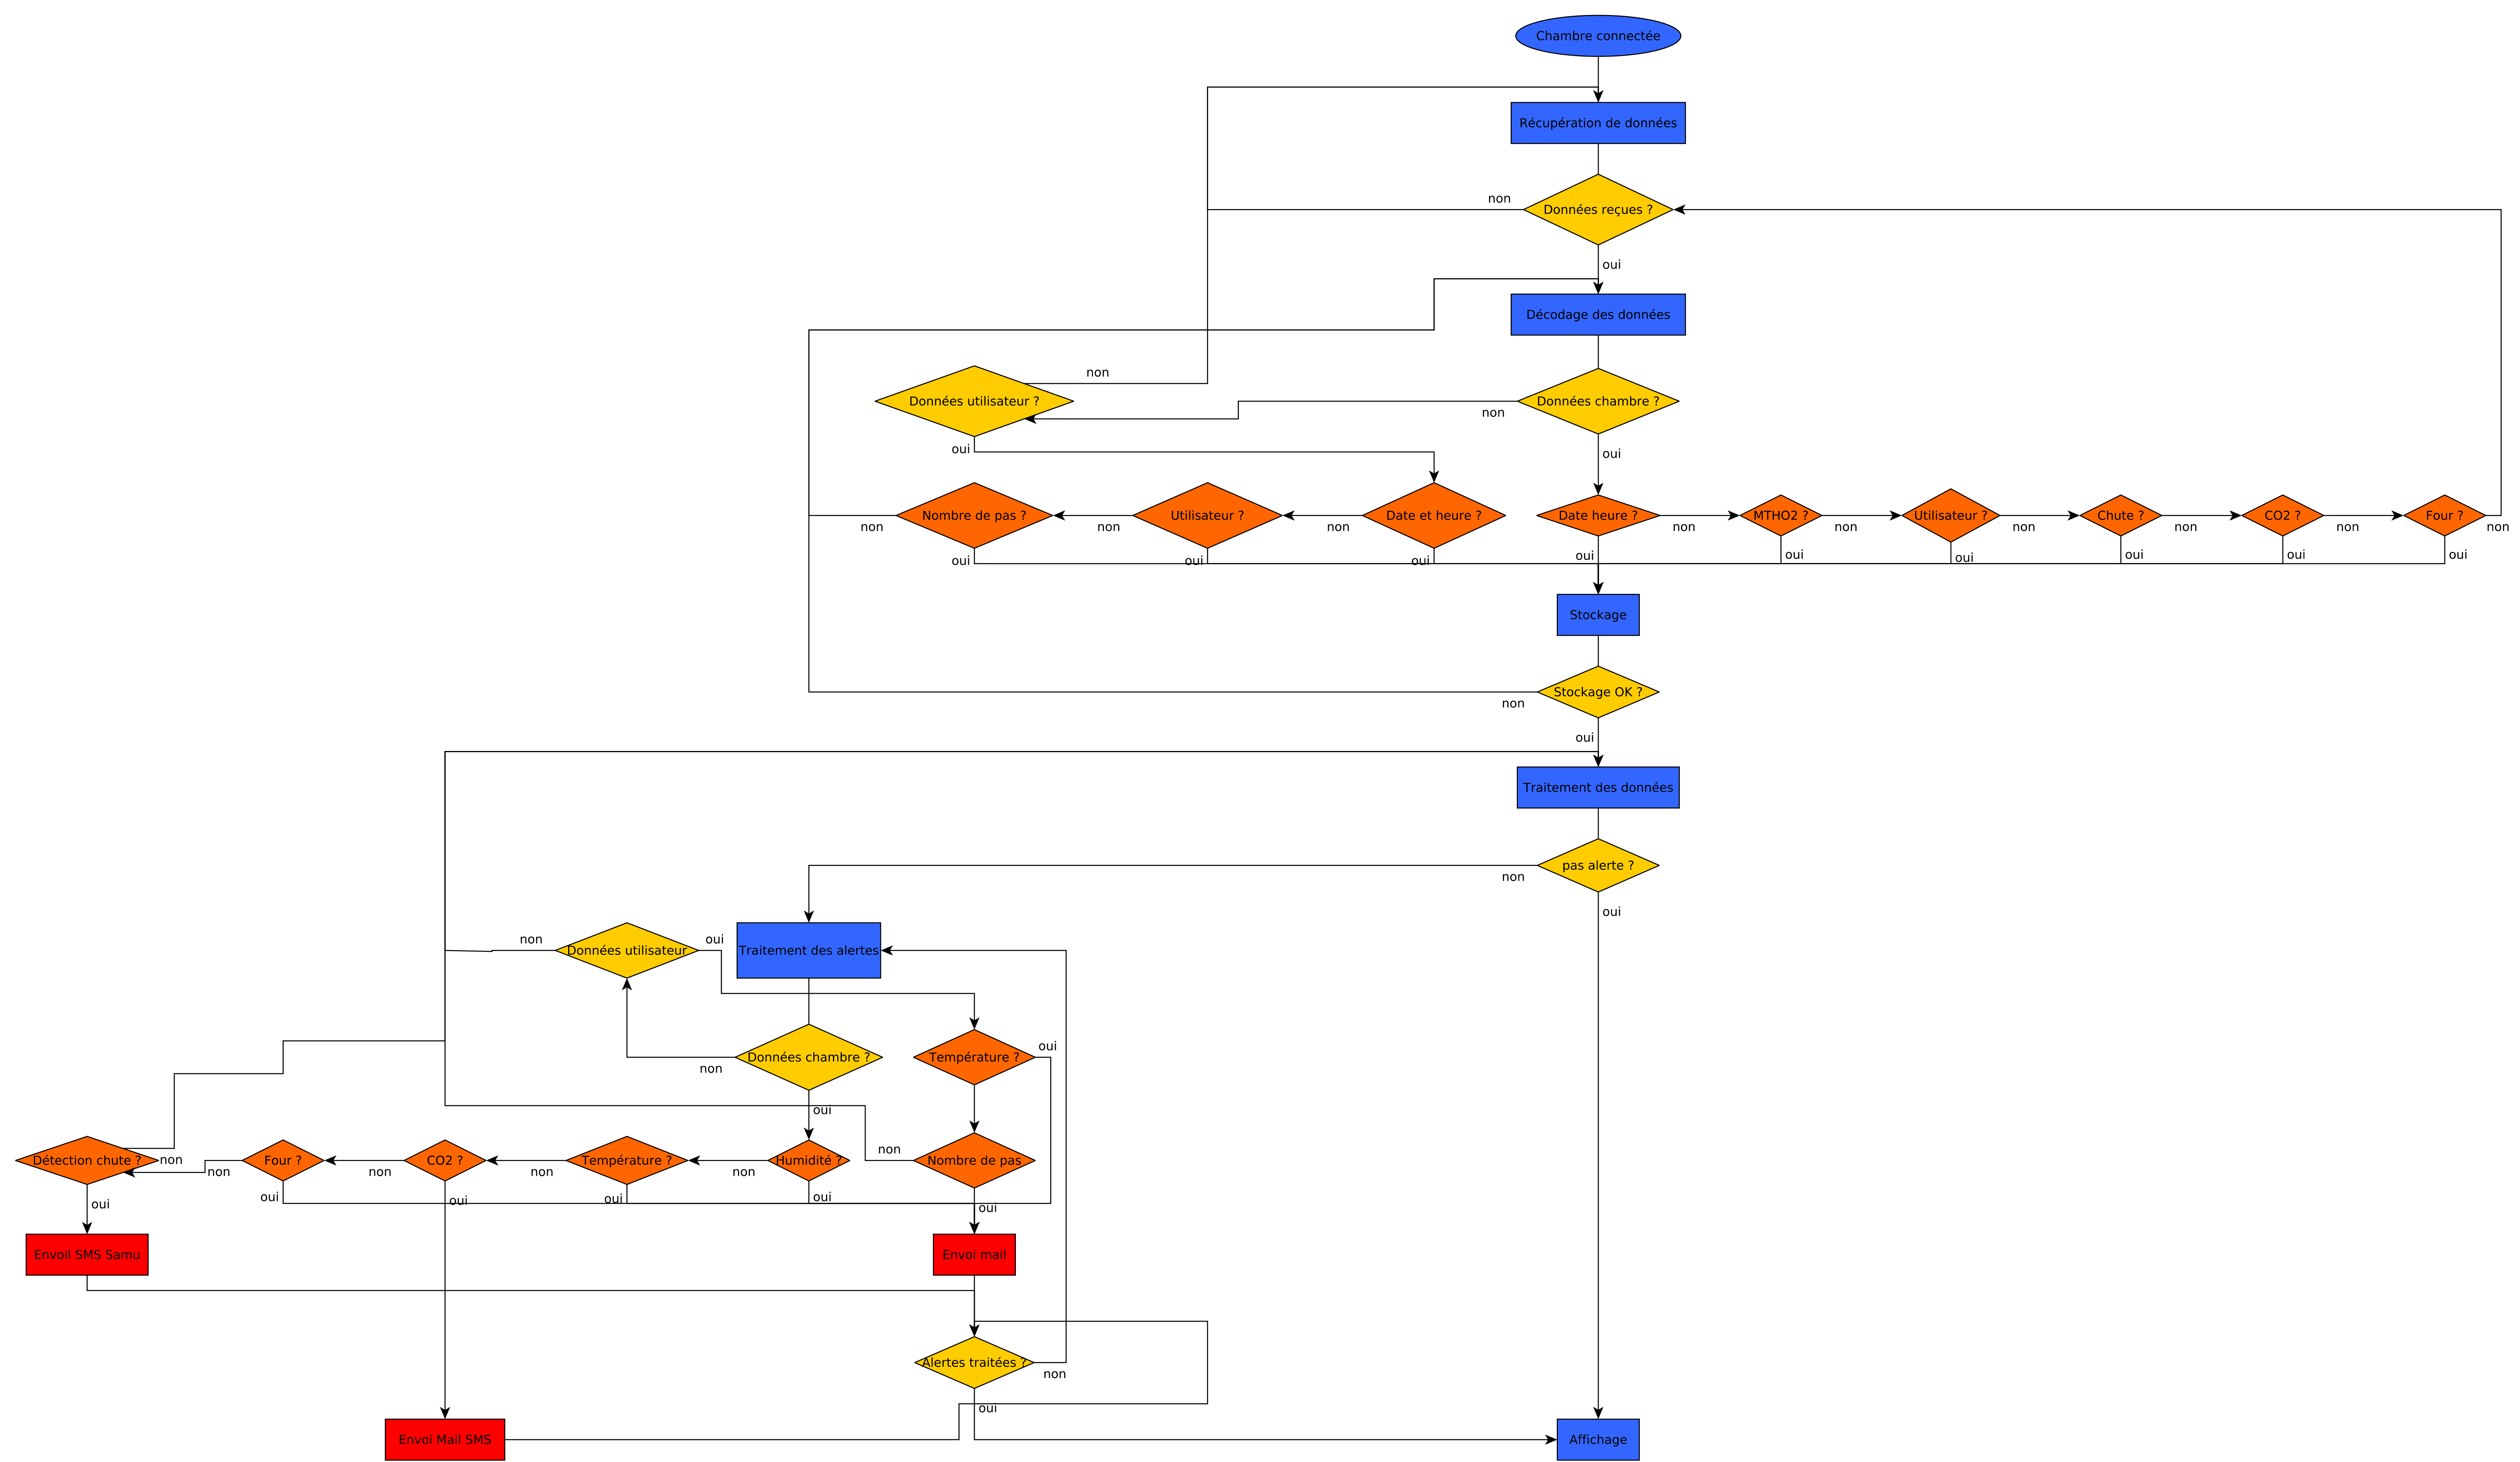 Chambre connectée
Récupération de données
non
Données reçues ?
oui
Décodage des données
non
Données utilisateur ?
Données chambre ?
non
oui
oui
Nombre de pas ?
Utilisateur ?
Date et heure ?
Date heure ?
MTHO2 ?
Utilisateur ?
Chute ?
CO2 ?
Four ?
non
non
non
non
non
non
non
non
non
oui
oui
oui
oui
oui
oui
oui
oui
oui
Stockage
Stockage OK ?
non
oui
Traitement des données
pas alerte ?
non
oui
non
oui
Données utilisateur
Traitement des alertes
oui
Données chambre ?
Température ?
non
oui
non
Détection chute ?
non
Four ?
CO2 ?
Température ?
Humidité ?
Nombre de pas
non
non
non
non
oui
oui
oui
oui
oui
oui
Envoil SMS Samu
Envoi mail
Alertes traitées ?
non
oui
Envoi Mail SMS
Affichage